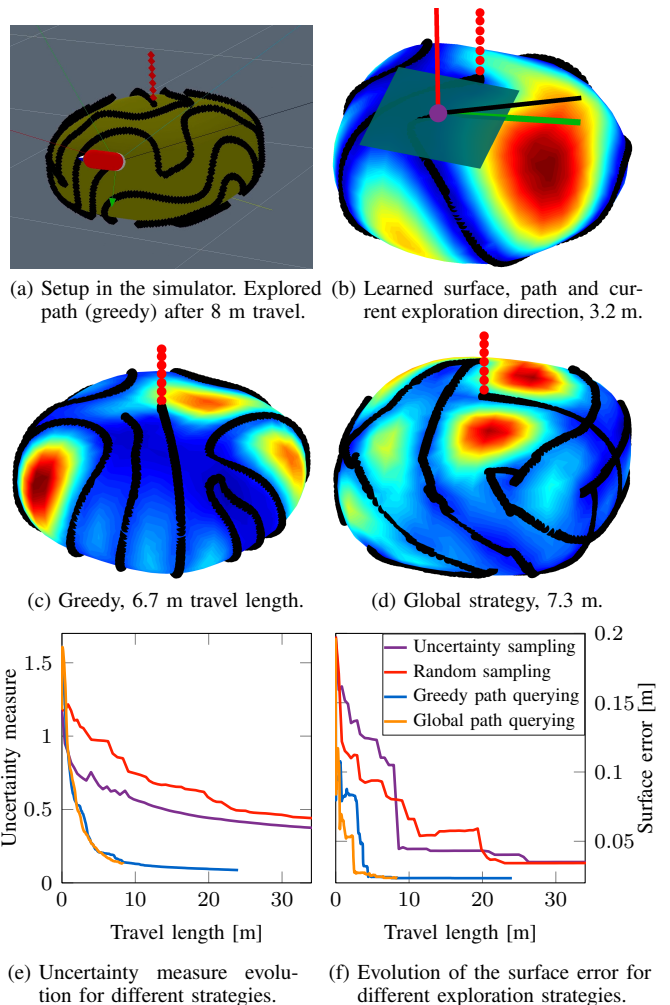 (a) Setup in the simulator. Explored path (greedy) after 8 m travel.
(b) Learned surface, path and current exploration direction, 3.2 m.
(c) Greedy, 6.7 m travel length.
(d) Global strategy, 7.3 m.
Uncertainty measure
1.5
1
0.5
0
0 10 20 30
Travel length [m]
Uncertainty sampling
Random sampling
Greedy path querying
Global path querying
0.2
0.15
0.1
0.05
Surface error [m]
0 10 20 30
Travel length [m]
(e) Uncertainty measure evolution for different strategies.
(f) Evolution of the surface error for different exploration strategies.